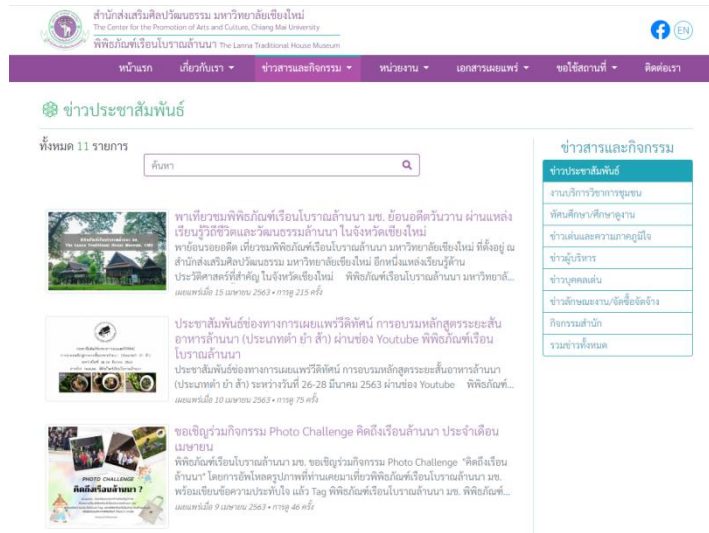 สำนักส่งเสริมศิลปวัฒนธรรม มหาวิทยาลัยเชียงใหม่
The Center for the Promotion of Arts and Culture, Chiang Mai University
พิพิธภัณฑ์เรือนโบราณล้านนา The Lanna Traditional House Museum
EN
หน้าแรก เกี่ยวกับเรา ข่าวสารและกิจกรรม หน่วยงาน เอกสารเผยแพร่ ขอใช้สถานที่ ติดต่อเรา
ข่าวประชาสัมพันธ์
ทั้งหมด 11 รายการ
ค้นหา
พาเที่ยวชมพิพิธภัณฑ์เรือนโบราณล้านนา มช. ย้อนอดีตวันวาน ผ่านแหล่ง
เรียนรู้วิถีชีวิตและวัฒนธรรมล้านนา ในจังหวัดเชียงใหม่
พาย้อนรอยอดีต เที่ยวชมพิพิธภัณฑ์เรือนโบราณล้านนา มหาวิทยาลัยเชียงใหม่ ที่ตั้งอยู่ ณ
สำนักส่งเสริมศิลปวัฒนธรรม มหาวิทยาลัยเชียงใหม่ อีกหนึ่งแหล่งเรียนรู้ด้าน
ประวัติศาสตร์ที่สำคัญ ในจังหวัดเชียงใหม่ พิพิธภัณฑ์เรือนโบราณล้านนา มหาวิทยาลั...
เผยแพร่เมื่อ 15 เมษายน 2563 • การดู 215 ครั้ง
ประชาสัมพันธ์ช่องทางการเผยแพร่วีดิทัศน์ การอบรมหลักสูตรระยะสั้น
อาหารล้านนา (ประเภทตำ ยำ ส้า) ผ่านช่อง Youtube พิพิธภัณฑ์เรือน
โบราณล้านนา
ประชาสัมพันธ์ช่องทางการเผยแพร่วีดิทัศน์ การอบรมหลักสูตรระยะสั้นอาหารล้านนา
(ประเภทตำ ยำ ส้า) ระหว่างวันที่ 26-28 มีนาคม 2563 ผ่านช่อง Youtube พิพิธภัณ...
เผยแพร่เมื่อ 10 เมษายน 2563 • การดู 75 ครั้ง
PHOTO CHALLENGE
คิดถึงเรือนล้านนา ?
ขอเชิญร่วมกิจกรรม Photo Challenge คิดถึงเรือนล้านนา ประจำเดือน
เมษายน
พิพิธภัณฑ์เรือนโบราณล้านนา มช. ขอเชิญร่วมกิจกรรม Photo Challenge "คิดถึงเรือน
ล้านนา" โดยการอัพโหลดรูปภาพที่ท่านเคยมาเที่ยวพิพิธภัณฑ์เรือนโบราณล้านนา มช.
พร้อมเขียนข้อความประทับใจ แล้ว Tag พิพิธภัณฑ์เรือนโบราณล้านนา มช. พิพิธภัณฑ์...
เผยแพร่เมื่อ 9 เมษายน 2563 • การดู 46 ครั้ง
ข่าวสารและกิจกรรม
ข่าวประชาสัมพันธ์
งานบริการวิชาการชุมชน
ทัศนศึกษา/ศึกษาดูงาน
ข่าวเด่นและความภาคภูมิใจ
ข่าวผู้บริหาร
ข่าวบุคคลเด่น
ข่าวลักษณะงาน/จัดซื้อจัดจ้าง
กิจกรรมสำนัก
รวมข่าวทั้งหมด